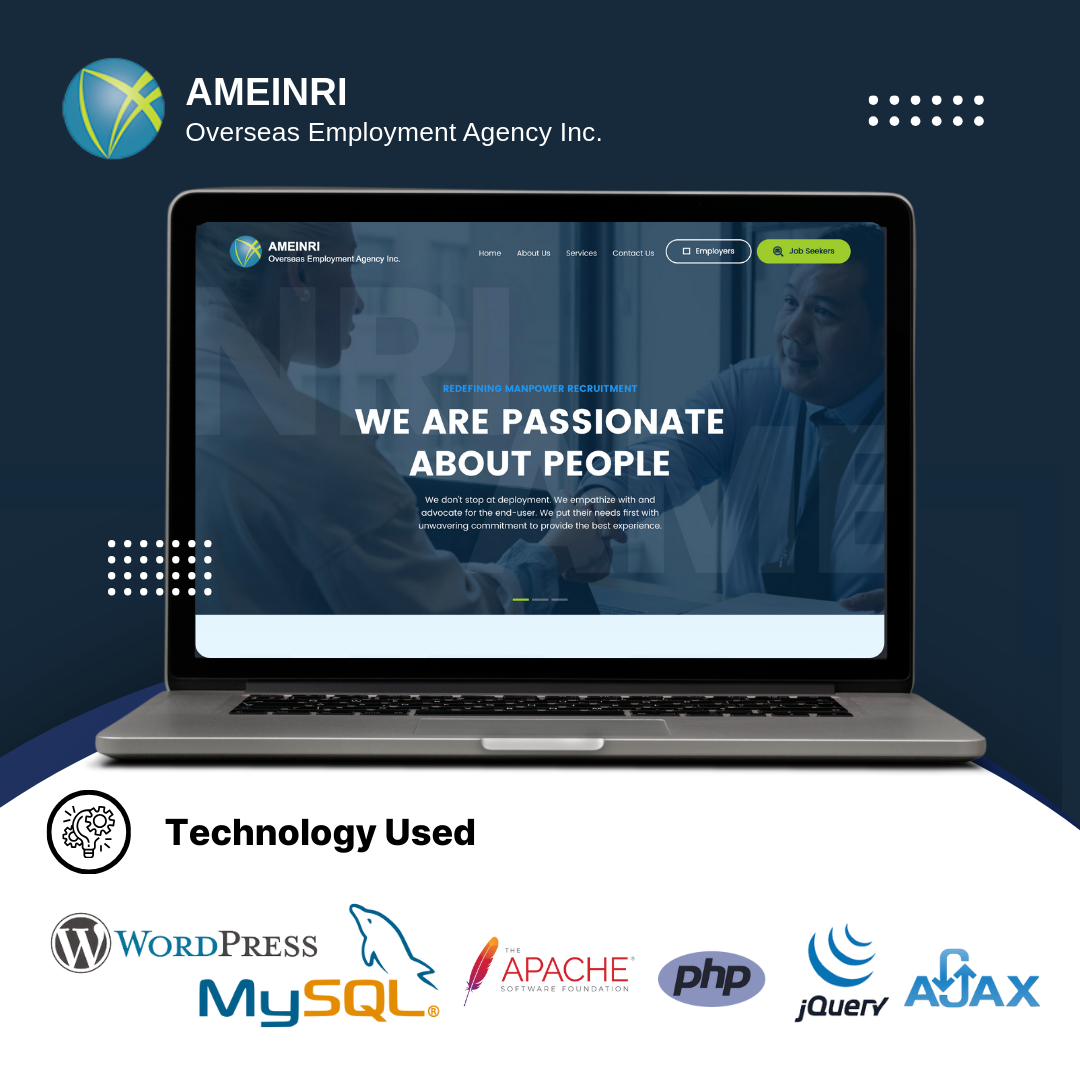 AMEINRI
Overseas Employment Agency Inc.
AMEINRI
Overseas Employment Agency Inc.
Home About Us Services Contact Us Employers Job Seekers
NRI
AME
REDEFINING MANPOWER RECRUITMENT
WE ARE PASSIONATE
ABOUT PEOPLE
We don't stop at deployment. We empathize with and
advocate for the end-user. We put their needs first with
unwavering commitment to provide the best experience.
Technology Used
W WORDPRESS
MySQL®
THE
APACHE®
SOFTWARE FOUNDATION
php
jQuery
AJAX